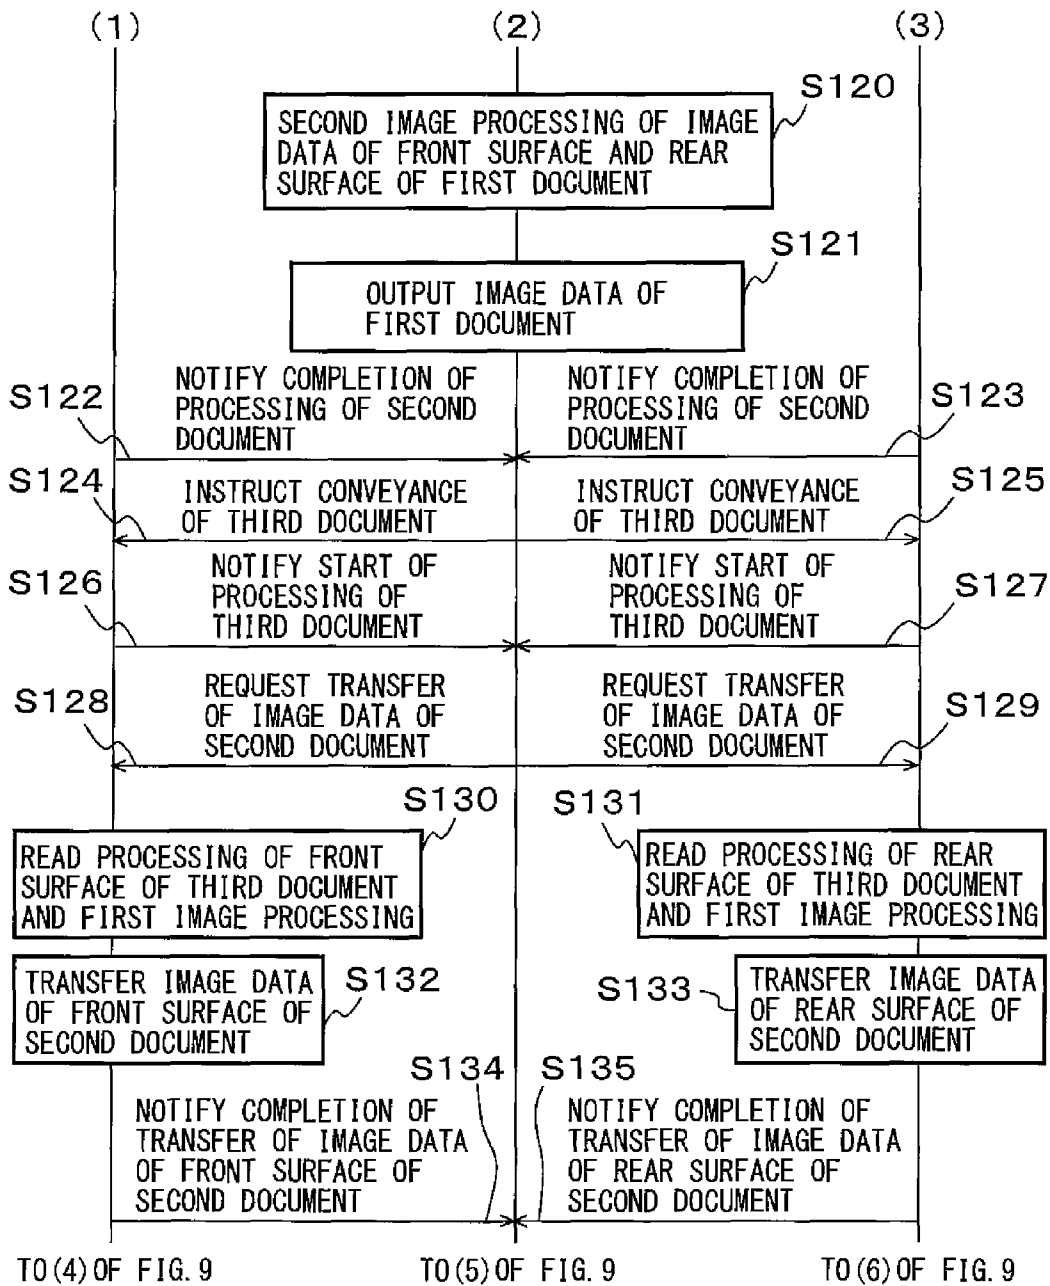 (1)
(2)
(3)
S120
SECOND IMAGE PROCESSING OF IMAGE
DATA OF FRONT SURFACE AND REAR
SURFACE OF FIRST DOCUMENT
S121
OUTPUT IMAGE DATA OF
FIRST DOCUMENT
S122
NOTIFY COMPLETION OF
PROCESSING OF SECOND
DOCUMENT
NOTIFY COMPLETION OF
PROCESSING OF SECOND
DOCUMENT
S123
S124
INSTRUCT CONVEYANCE
OF THIRD DOCUMENT
INSTRUCT CONVEYANCE
OF THIRD DOCUMENT
S125
S126
NOTIFY START OF
PROCESSING OF
THIRD DOCUMENT
NOTIFY START OF
PROCESSING OF
THIRD DOCUMENT
S127
S128
REQUEST TRANSFER
OF IMAGE DATA OF
SECOND DOCUMENT
REQUEST TRANSFER
OF IMAGE DATA OF
SECOND DOCUMENT
S129
S130
READ PROCESSING OF FRONT
SURFACE OF THIRD DOCUMENT
AND FIRST IMAGE PROCESSING
S131
READ PROCESSING OF REAR
SURFACE OF THIRD DOCUMENT
AND FIRST IMAGE PROCESSING
TRANSFER IMAGE DATA
OF FRONT SURFACE OF
SECOND DOCUMENT
S132
S133
TRANSFER IMAGE DATA
OF REAR SURFACE OF
SECOND DOCUMENT
S134
S135
NOTIFY COMPLETION OF
TRANSFER OF IMAGE DATA
OF FRONT SURFACE OF
SECOND DOCUMENT
NOTIFY COMPLETION OF
TRANSFER OF IMAGE DATA
OF REAR SURFACE OF
SECOND DOCUMENT
TO(4)OF FIG.9
TO(5)OF FIG.9
TO(6)OF FIG.9